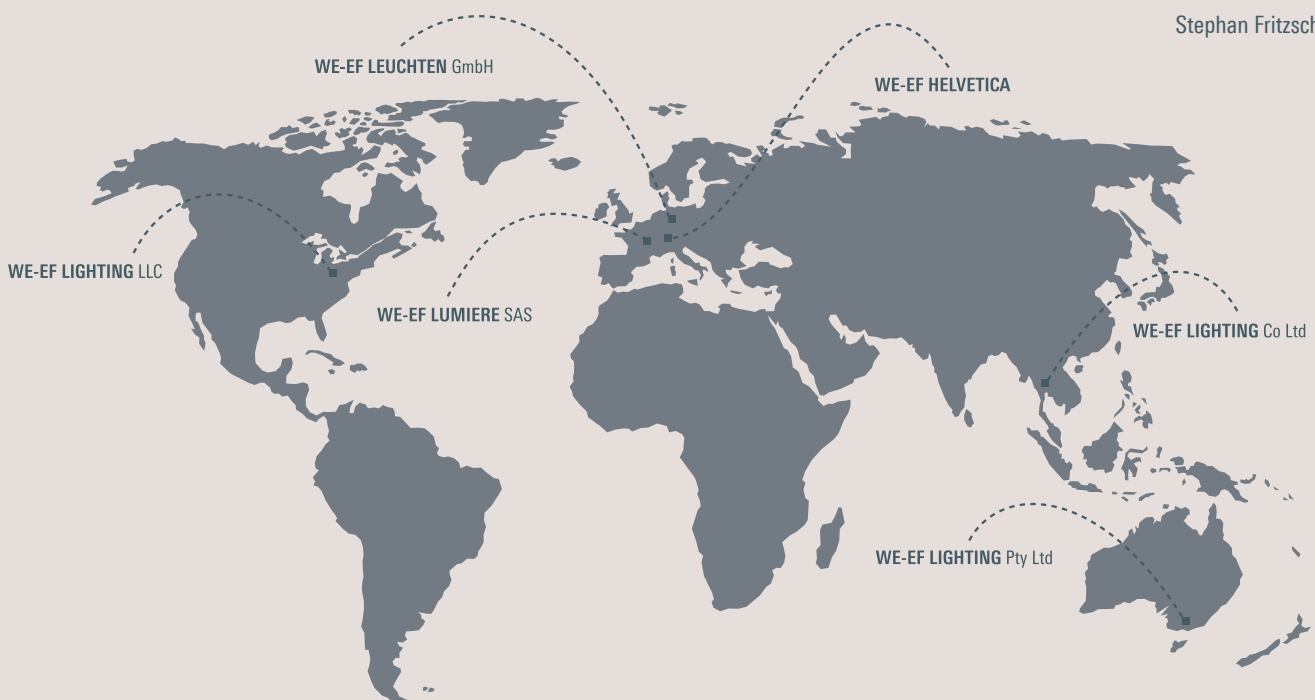 Stephan Fritzsch
WE-EF LEUCHTEN GmbH
WE-EF HELVETICA
WE-EF LIGHTING LLC
WE-EF LUMIERE SAS
WE-EF LIGHTING Co Ltd
WE-EF LIGHTING Pty Ltd